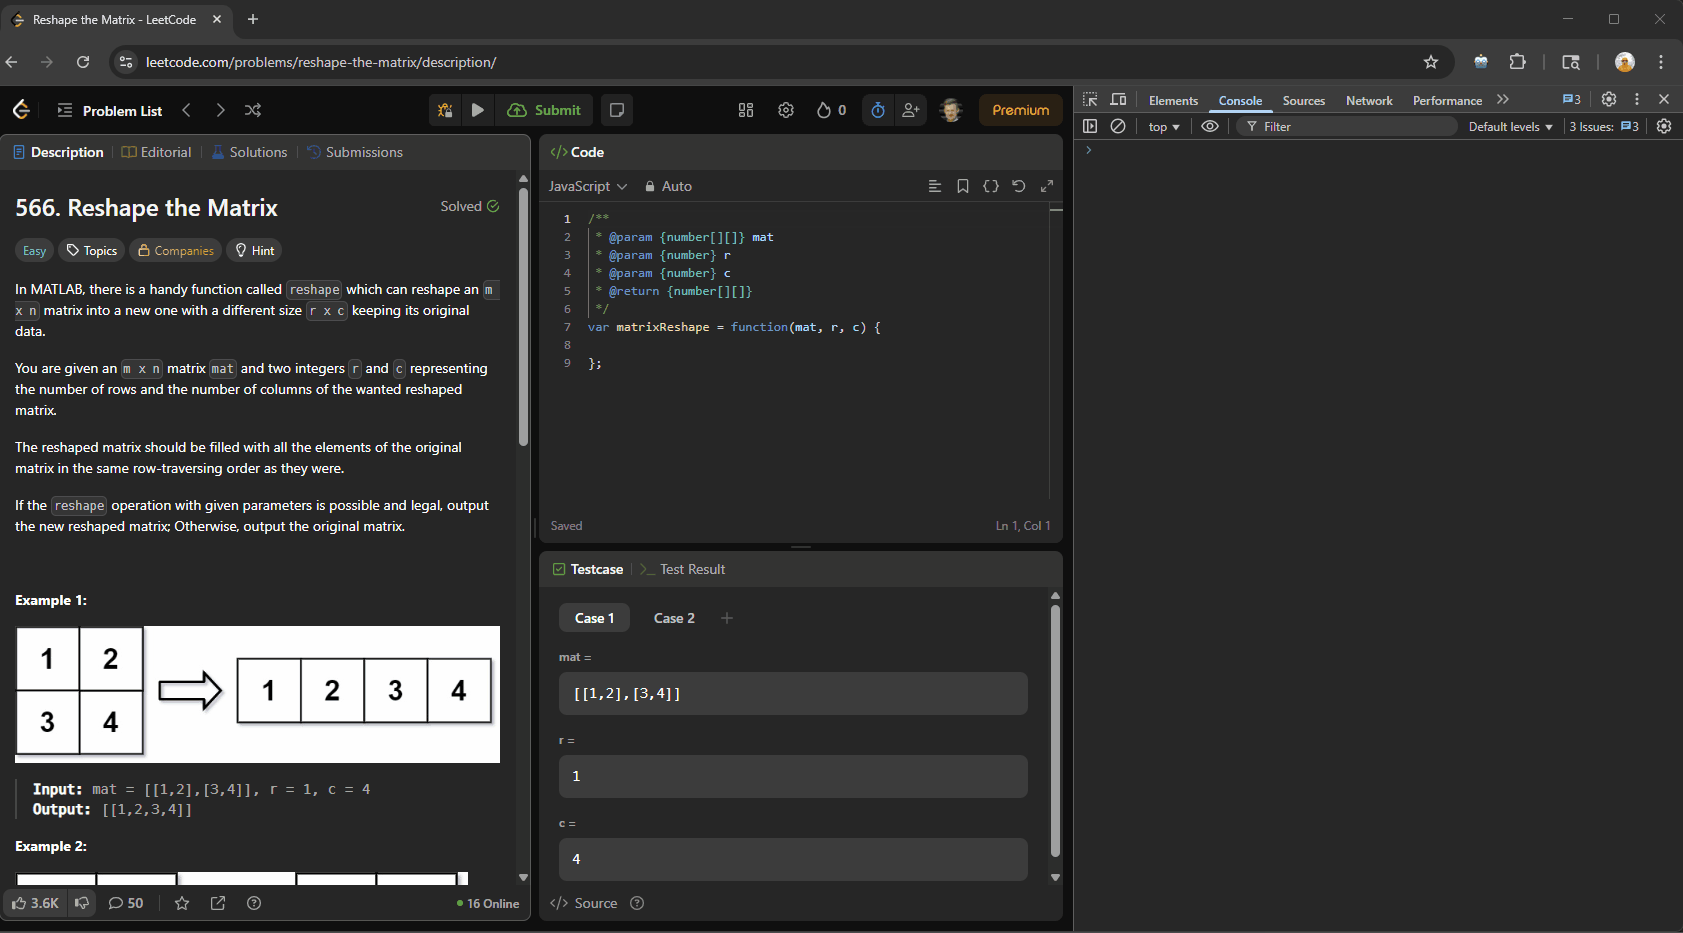 Reshape the Matrix - LeetCode
leetcode.com/problems/reshape-the-matrix/description/
Problem List
Submit
0
Premium
Description
Editorial
Solutions
Submissions
566. Reshape the Matrix
Solved
Easy
Topics
Companies
Hint
In MATLAB, there is a handy function called reshape which can reshape an m
x n matrix into a new one with a different size r x c keeping its original
data.
You are given an m x n matrix mat and two integers r and c representing
the number of rows and the number of columns of the wanted reshaped
matrix.
The reshaped matrix should be filled with all the elements of the original
matrix in the same row-traversing order as they were.
If the reshape operation with given parameters is possible and legal, output
the new reshaped matrix; Otherwise, output the original matrix.
Example 1:
1 2
3 4
1 2 3 4
Input: mat = [[1,2],[3,4]], r = 1, c = 4
Output: [[1,2,3,4]]
Example 2:
3.6K
50
16 Online
</> Code
JavaScript
Auto
1 /**
2 * @param {number[][]} mat
3 * @param {number} r
4 * @param {number} c
5 * @return {number[][]}
6 */
7 var matrixReshape = function(mat, r, c) {
8
9 };
Saved
Ln 1, Col 1
Testcase
>_ Test Result
Case 1
Case 2
+
mat =
[[1,2],[3,4]]
r =
1
c =
4
</> Source
Elements
Console
Sources
Network
Performance
3
top
Filter
Default levels
3 Issues: 3